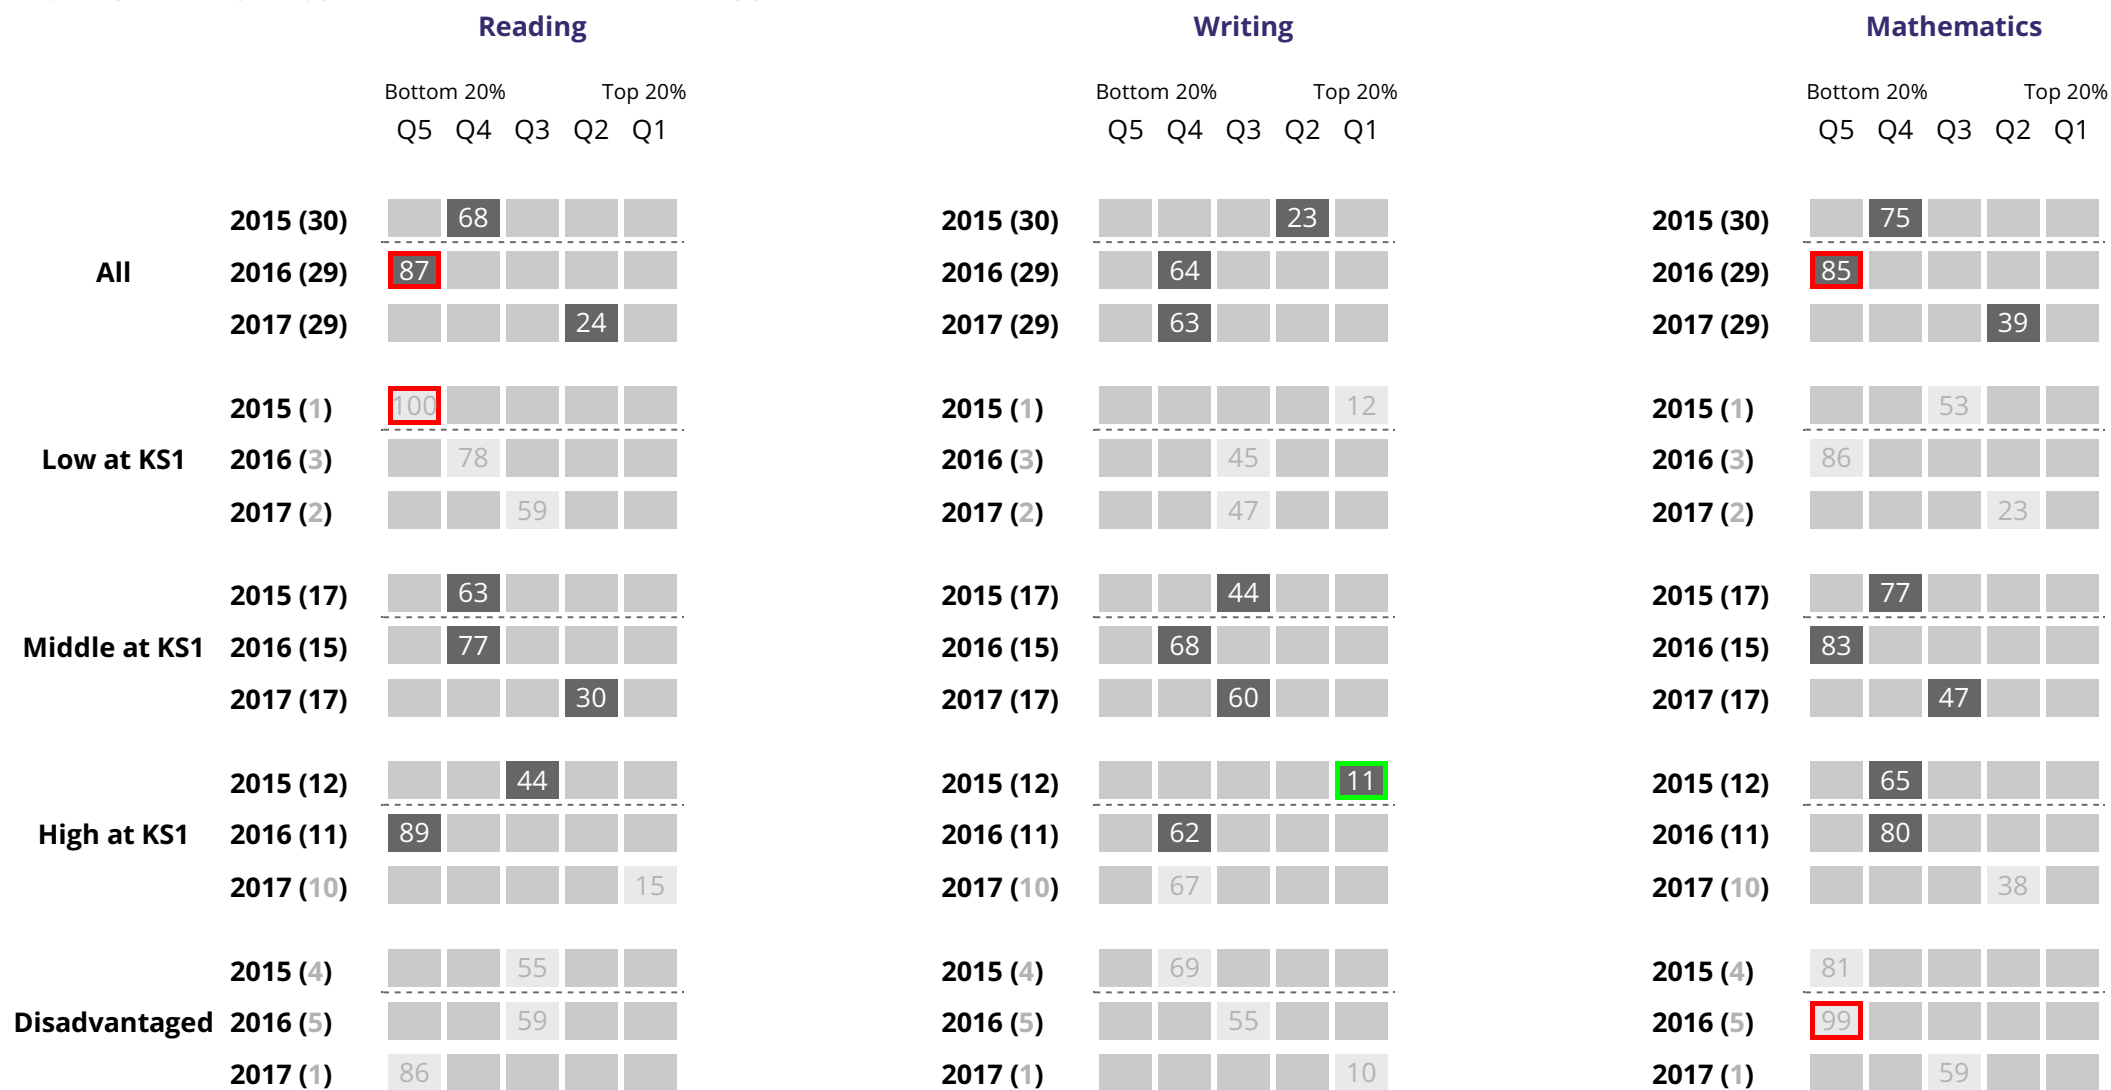 Reading Writing Mathematics
Bottom 20% Top 20% Bottom 20% Top 20% Bottom 20% Top 20%
Q5 Q4 Q3 Q2 Q1 Q5 Q4 Q3 Q2 Q1 Q5 Q4 Q3 Q2 Q1
2015 (30) 68 2015 (30) 23 2015 (30) 75
All 2016 (29) 87 2016 (29) 64 2016 (29) 85
2017 (29) 24 2017 (29) 63 2017 (29) 39
2015 (1) 100 2015 (1) 12 2015 (1) 53
Low at KS1 2016 (3) 78 2016 (3) 45 2016 (3) 86
2017 (2) 59 2017 (2) 47 2017 (2) 23
2015 (17) 63 2015 (17) 44 2015 (17) 77
Middle at KS1 2016 (15) 77 2016 (15) 68 2016 (15) 83
2017 (17) 30 2017 (17) 60 2017 (17) 47
2015 (12) 44 2015 (12) 11 2015 (12) 65
High at KS1 2016 (11) 89 2016 (11) 62 2016 (11) 80
2017 (10) 15 2017 (10) 67 2017 (10) 38
2015 (4) 55 2015 (4) 69 2015 (4) 81
Disadvantaged 2016 (5) 59 2016 (5) 55 2016 (5) 99
2017 (1) 86 2017 (1) 10 2017 (1) 59